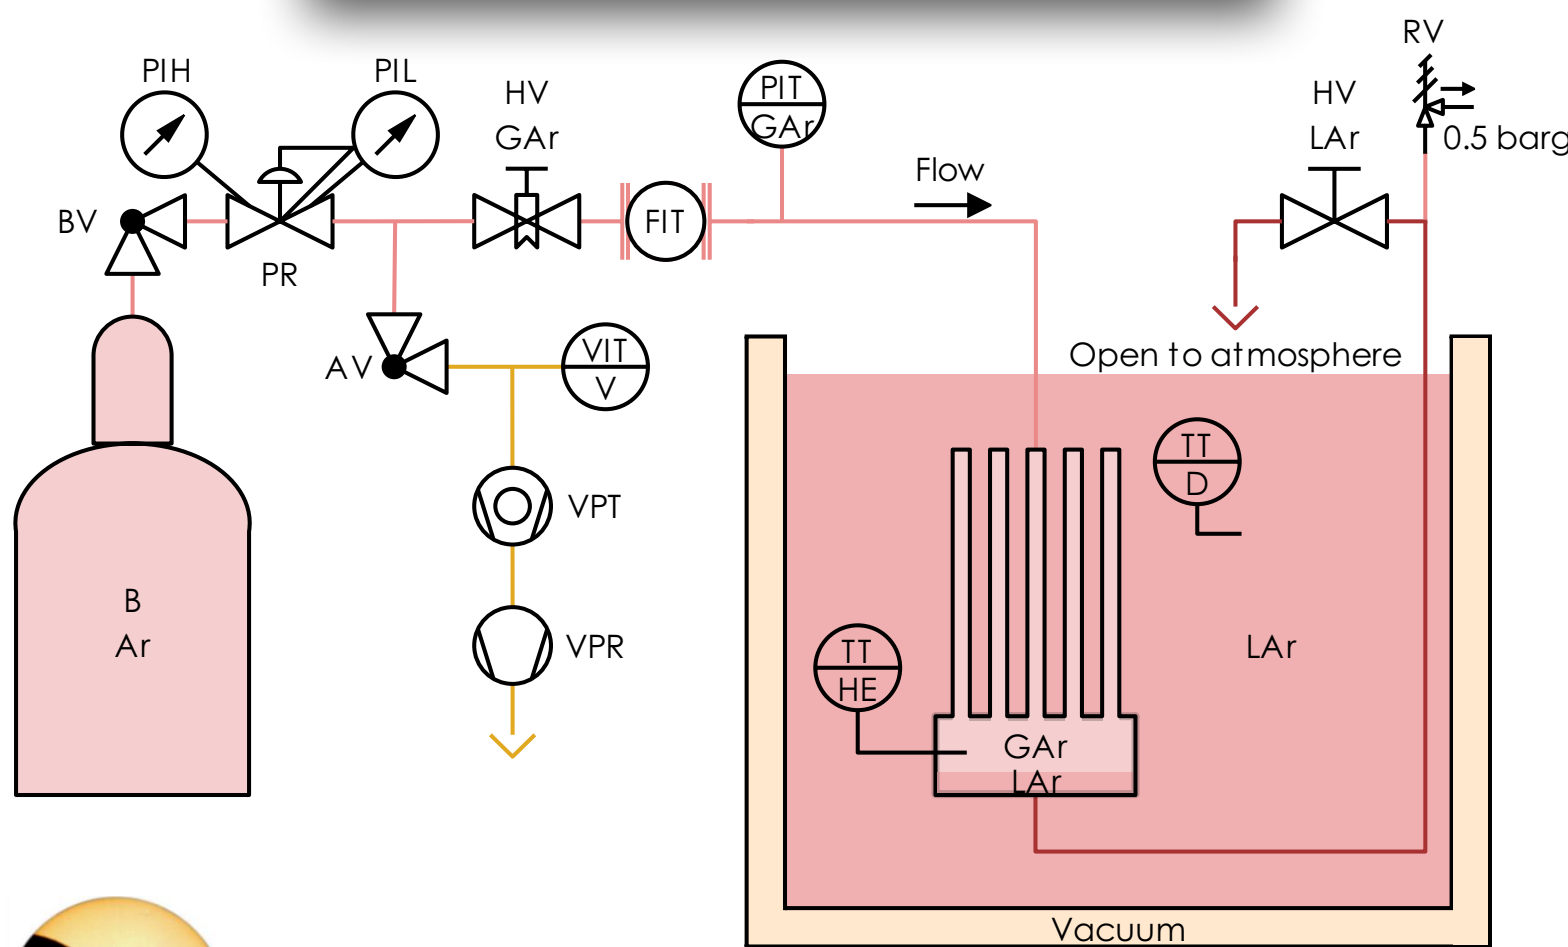 RV
PIH
PIL
HV
GAr
PIT
GAr
HV
LAr
0.5 barg
Flow
BV
FIT
PR
Open to atmosphere
AV
VIT
V
TT
D
VPT
B
Ar
VPR
TT
HE
LAr
GAr
LAr
Vacuum